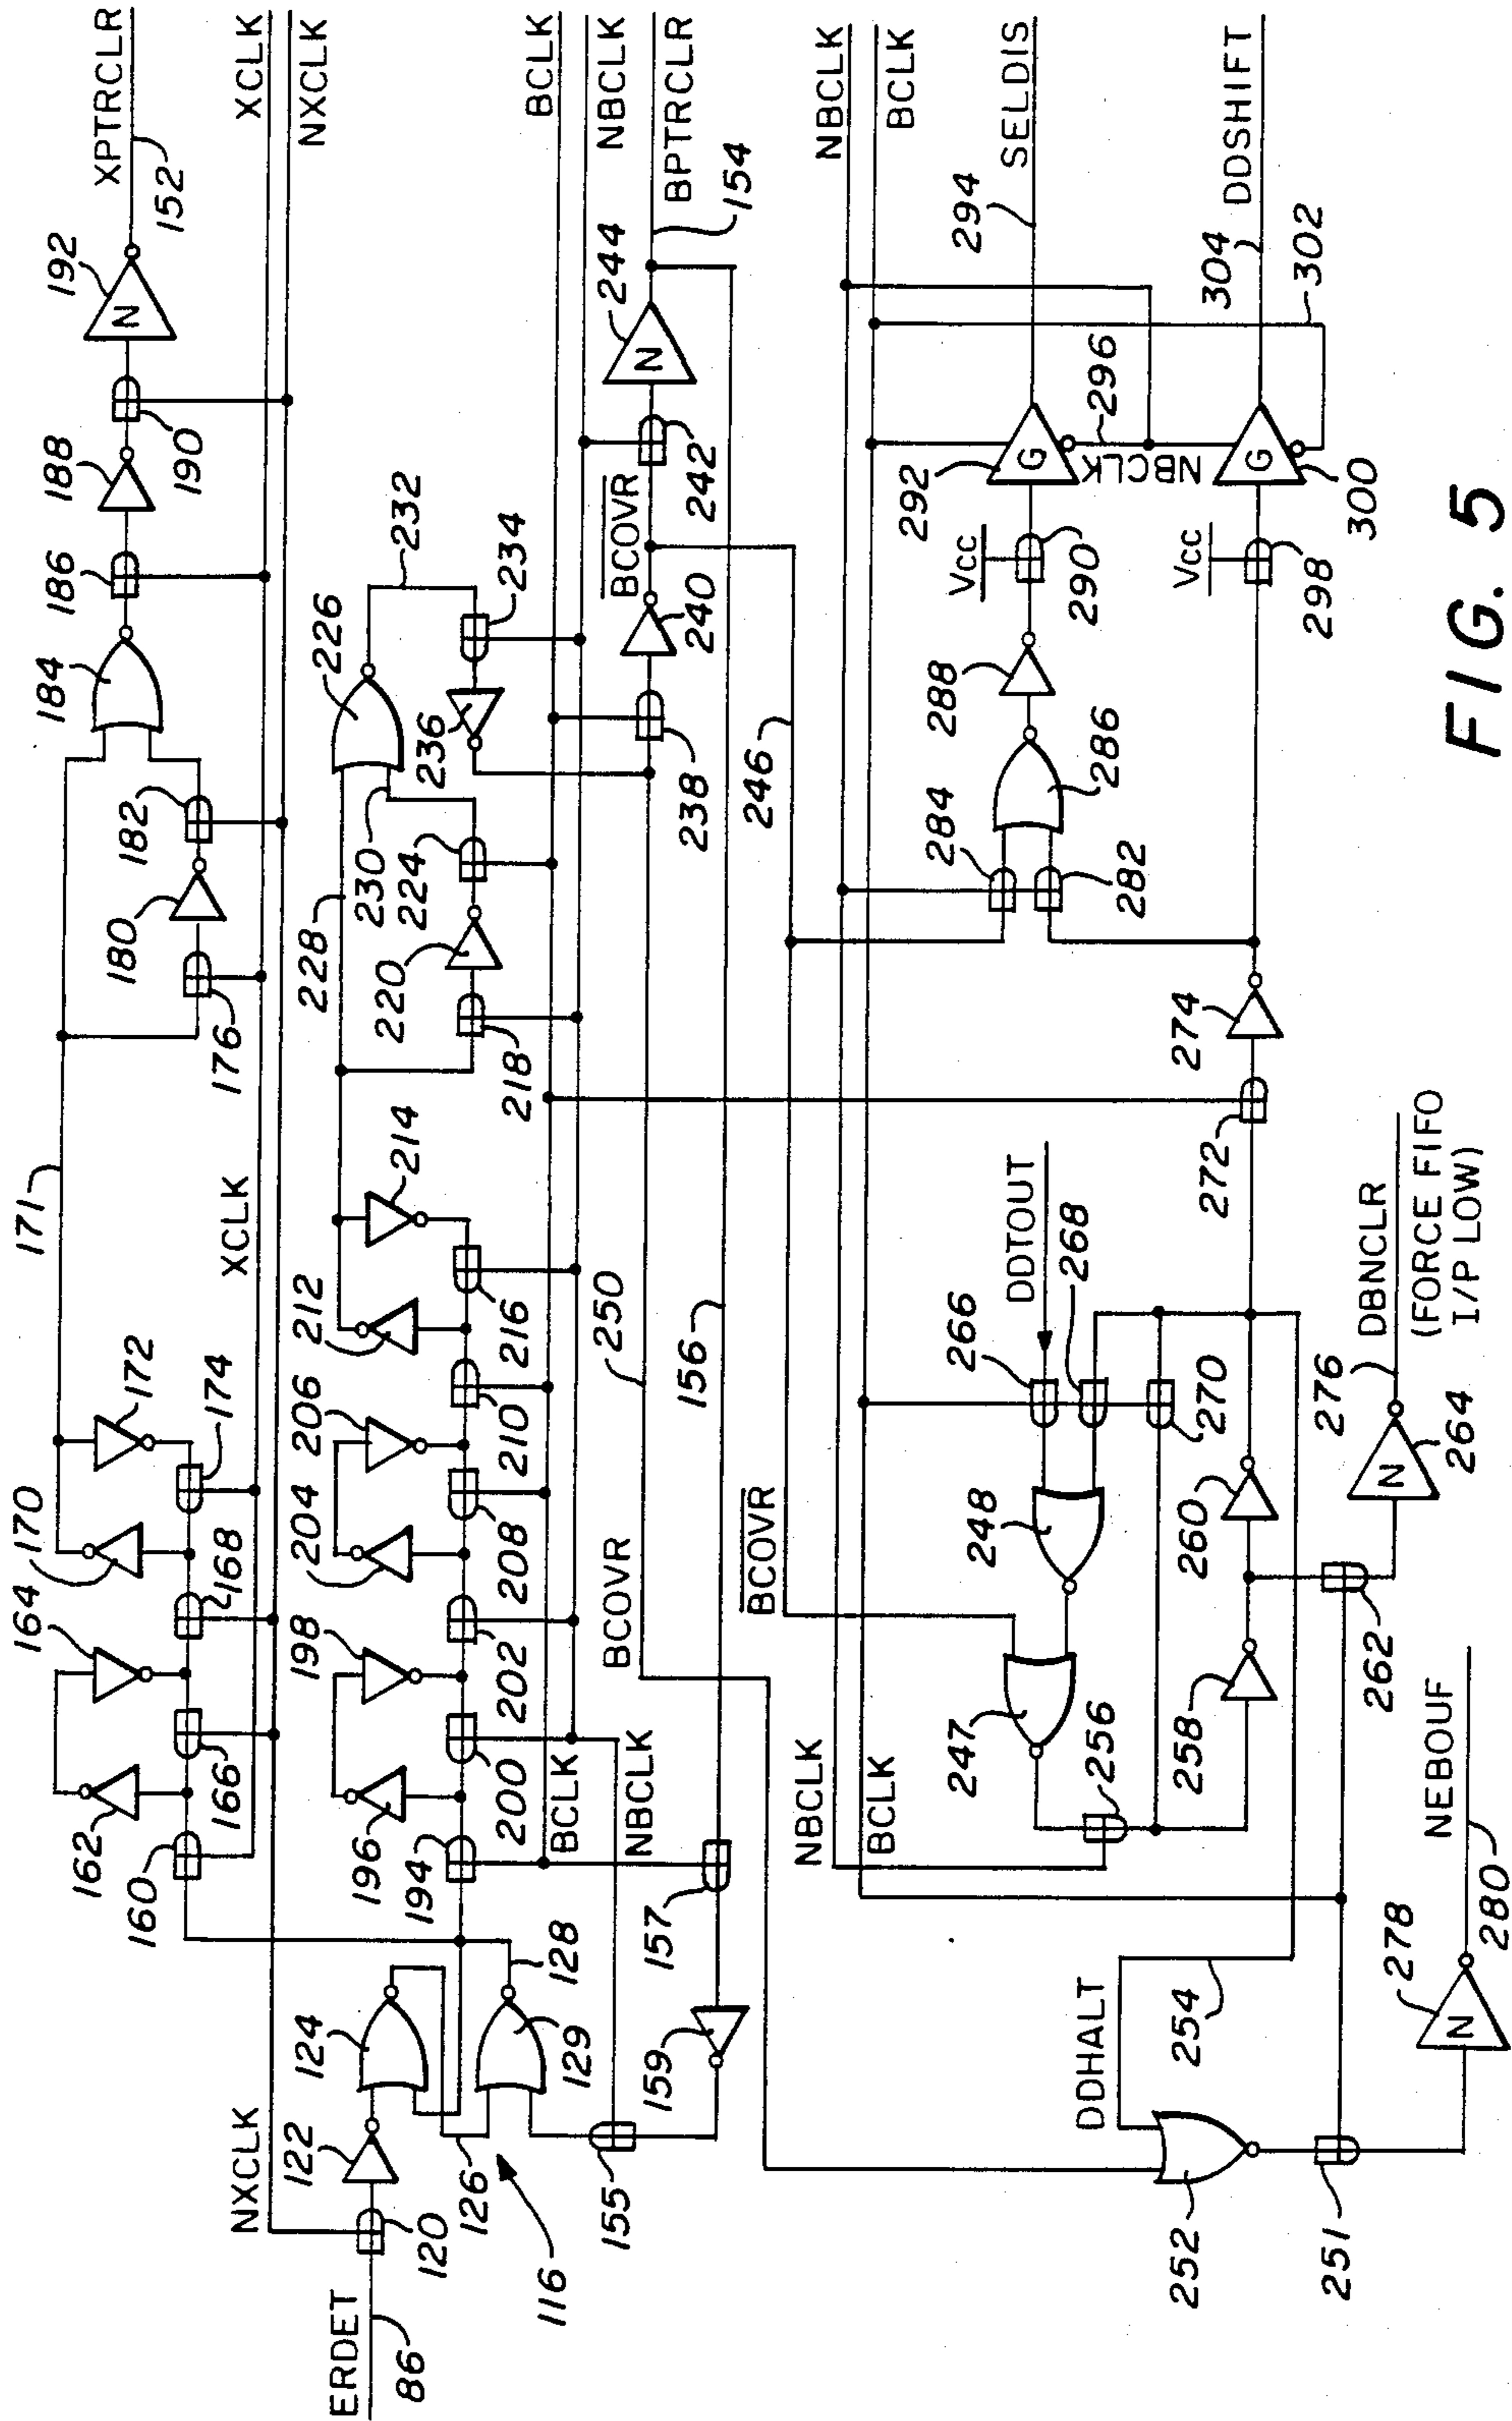 XPTRCLR
192
N
152
184
186
188
190
XCLK
NXCLK
171
180
182
176
XCLK
164
170
172
174
162
166
168
160
NXCLK
122
124
120
ERDET
86
126
116
128
129
155
159
157
BCLK
NBCLK
BPTRCLR
154
244
N
242
BCOVR
240
232
234
226
236
238
228
230
224
220
218
214
212
216
206
204
210
208
198
202
196
200
194
BCLK
NBCLK
250
BCOVR
156
246
BCOVR
NBCLK
BCLK
SELDIS
294
292
G
296
NBCLK
Vcc
290
288
286
284
282
DDSHIFT
304
302
G
300
Vcc
298
274
272
DDTOUT
266
268
270
248
247
256
260
258
262
NBCLK
BCLK
DBNCLR
(FORCE FIFO
I/P LOW)
276
N
264
NEBOUF
280
278
N
DDHALT
254
252
251
FIG. 5